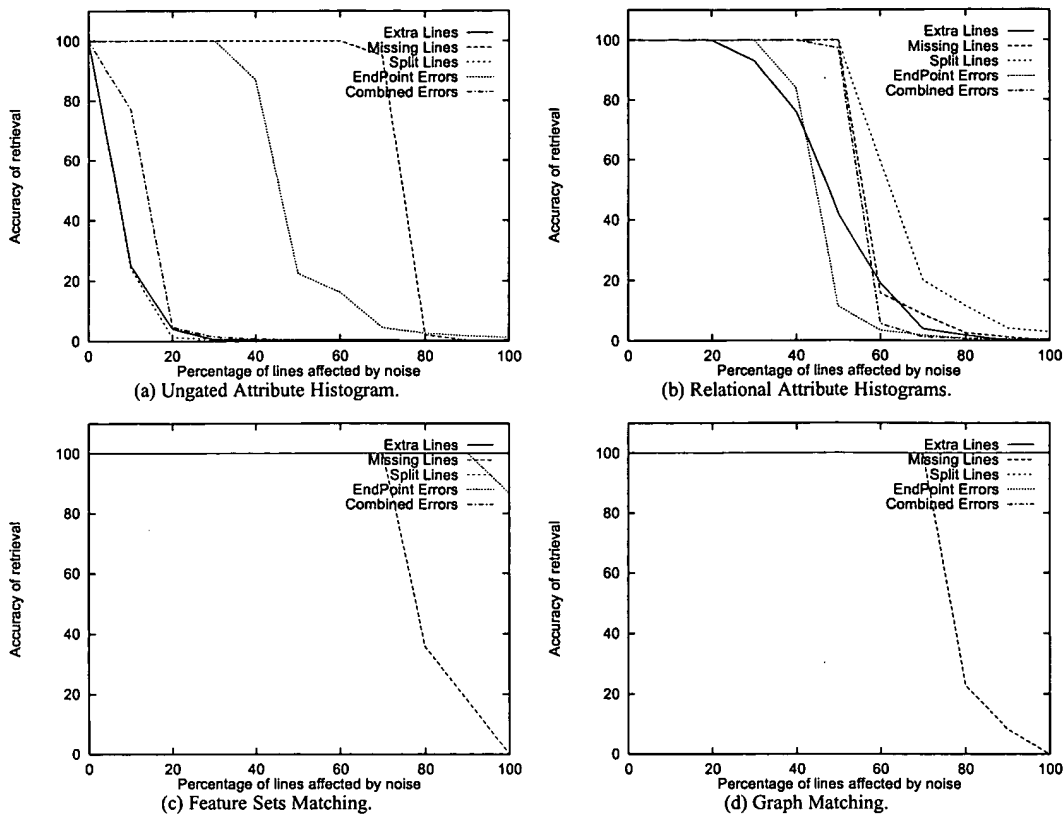 Extra Lines
Missing Lines
Split Lines
EndPoint Errors
Combined Errors
Accuracy of retrieval
100
80
60
40
20
0
0 20 40 60 80 100
Percentage of lines affected by noise
(a) Ungated Attribute Histogram.
Extra Lines
Missing Lines
Split Lines
EndPoint Errors
Combined Errors
Accuracy of retrieval
100
80
60
40
20
0
0 20 40 60 80 100
Percentage of lines affected by noise
(b) Relational Attribute Histograms.
Extra Lines
Missing Lines
Split Lines
EndPoint Errors
Combined Errors
Accuracy of retrieval
100
80
60
40
20
0
0 20 40 60 80 100
Percentage of lines affected by noise
(c) Feature Sets Matching.
Extra Lines
Missing Lines
Split Lines
EndPoint Errors
Combined Errors
Accuracy of retrieval
100
80
60
40
20
0
0 20 40 60 80 100
Percentage of lines affected by noise
(d) Graph Matching.